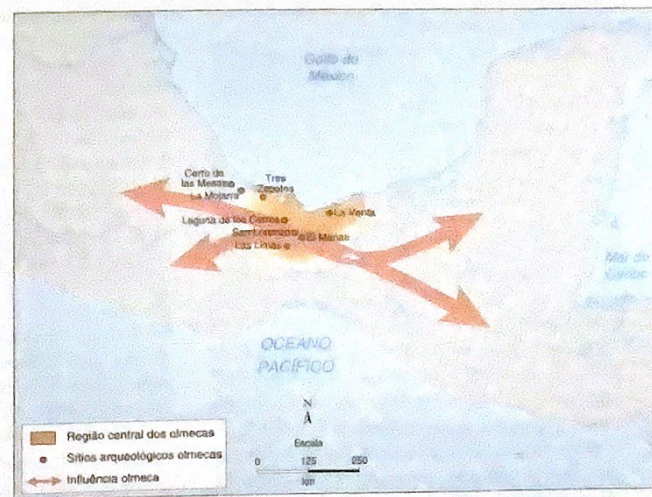 Golfo do
México
Cerro de
las Mesas
La Mojarra
Tres
Zapotes
La Venta
Laguna de los Cerros
San Lorenzo
El Manatí
Las Limas
Mar do
Caribe
OCEANO
PACÍFICO
N
Escala
0 125 250
km
Região central dos olmecas
Sítios arqueológicos olmecas
Influência olmeca